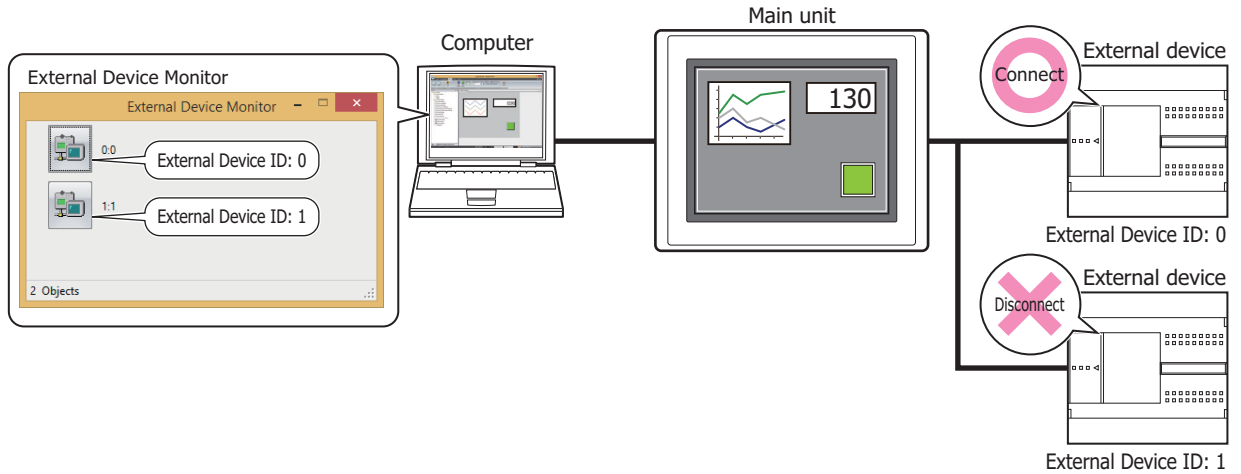 Main unit
Computer
External device
Connect
130
External Device ID: 0
External Device Monitor
External Device Monitor
0:0
External Device ID: 0
1:1
External Device ID: 1
2 Objects
External device
Disconnect
External Device ID: 1